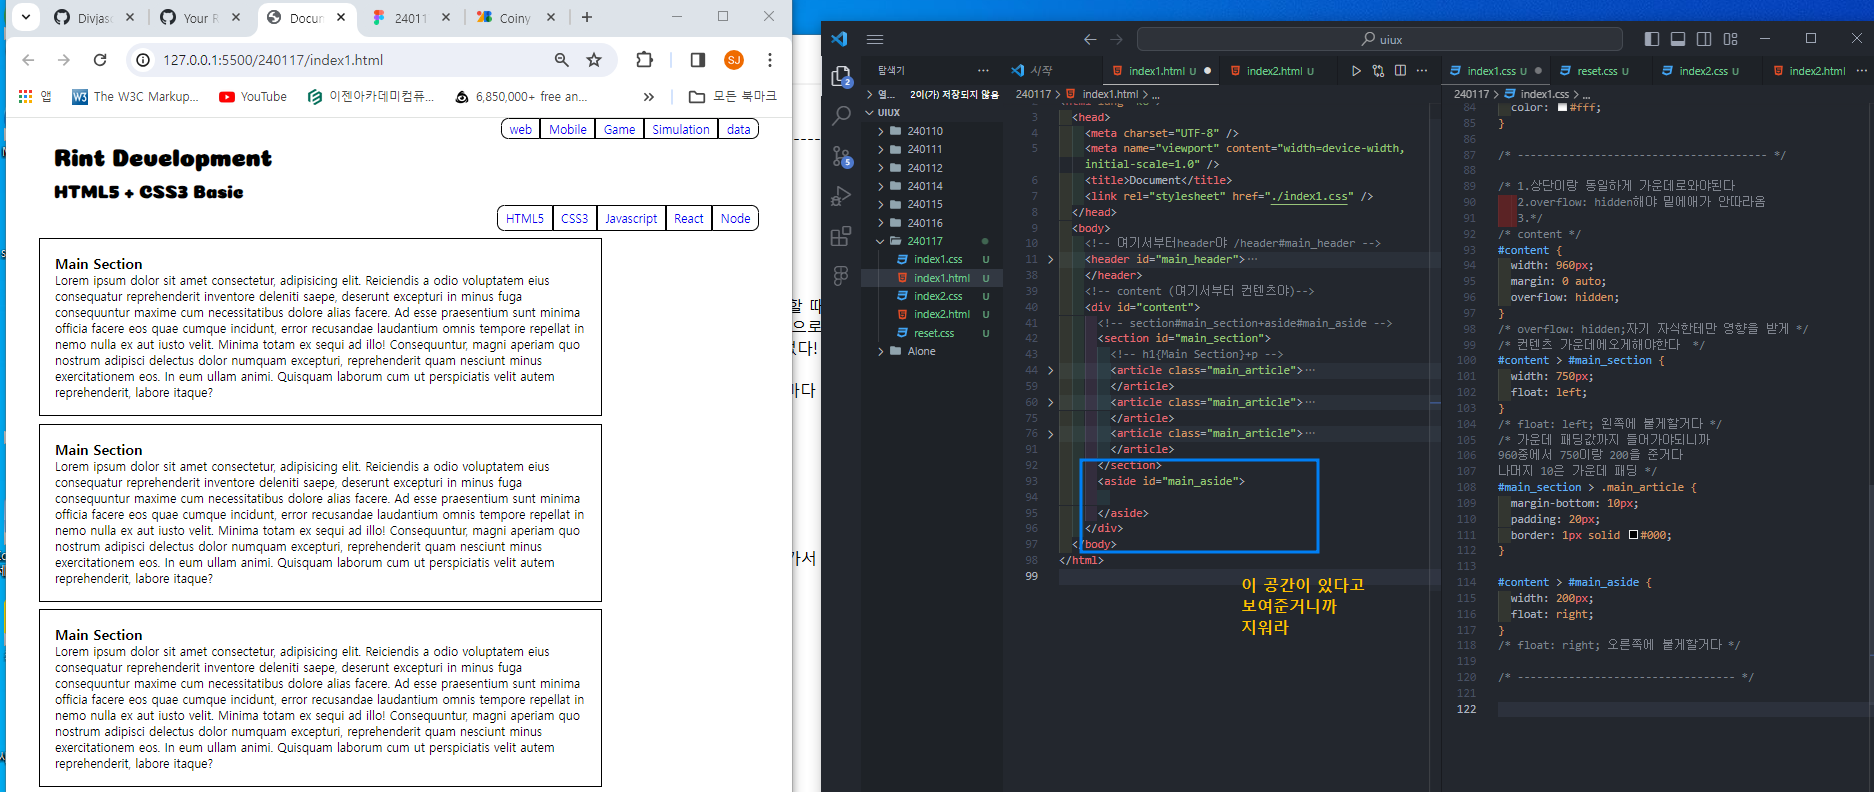 Divjasc
Your R
Docun
24011
Coiny
127.0.0.1:5500/240117/index1.html
SJ
앱
The W3C Markup...
YouTube
이젠아카데미컴퓨...
6,850,000+ free an...
»
모든 북마크
web
Mobile
Game
Simulation
data
Rint Development
HTML5 + CSS3 Basic
HTML5
CSS3
Javascript
React
Node
Main Section
Lorem ipsum dolor sit amet consectetur, adipisicing elit. Reiciendis a odio voluptatem eius
consequatur reprehenderit inventore deleniti saepe, deserunt excepturi in minus fuga
consequuntur maxime cum necessitatibus dolore alias facere. Ad esse praesentium sunt minima
officia facere eos quae cumque incidunt, error recusandae laudantium omnis tempore repellat in
nemo nulla ex aut iusto velit. Minima totam ex sequi ad illo! Consequuntur, magni aperiam quo
nostrum adipisci delectus dolor numquam excepturi, reprehenderit quam nesciunt minus
exercitationem eos. In eum ullam animi. Quisquam laborum cum ut perspiciatis velit autem
reprehenderit, labore itaque?
Main Section
Lorem ipsum dolor sit amet consectetur, adipisicing elit. Reiciendis a odio voluptatem eius
consequatur reprehenderit inventore deleniti saepe, deserunt excepturi in minus fuga
consequuntur maxime cum necessitatibus dolore alias facere. Ad esse praesentium sunt minima
officia facere eos quae cumque incidunt, error recusandae laudantium omnis tempore repellat in
nemo nulla ex aut iusto velit. Minima totam ex sequi ad illo! Consequuntur, magni aperiam quo
nostrum adipisci delectus dolor numquam excepturi, reprehenderit quam nesciunt minus
exercitationem eos. In eum ullam animi. Quisquam laborum cum ut perspiciatis velit autem
reprehenderit, labore itaque?
Main Section
Lorem ipsum dolor sit amet consectetur, adipisicing elit. Reiciendis a odio voluptatem eius
consequatur reprehenderit inventore deleniti saepe, deserunt excepturi in minus fuga
consequuntur maxime cum necessitatibus dolore alias facere. Ad esse praesentium sunt minima
officia facere eos quae cumque incidunt, error recusandae laudantium omnis tempore repellat in
nemo nulla ex aut iusto velit. Minima totam ex sequi ad illo! Consequuntur, magni aperiam quo
nostrum adipisci delectus dolor numquam excepturi, reprehenderit quam nesciunt minus
exercitationem eos. In eum ullam animi. Quisquam laborum cum ut perspiciatis velit autem
reprehenderit, labore itaque?
할 때
으로
다!
마다
가서
uiux
2
5
탐색기
열...
2이(가) 저장되지 않음
UIUX
240110
240111
240112
240114
240115
240116
240117
index1.css U
index1.html U
index2.css U
index2.html U
reset.css U
Alone
시작
index1.html U
index2.html U
240117 > index1.html > ...
3 <head>
4 <meta charset="UTF-8" />
5 <meta name="viewport" content="width=device-width,
initial-scale=1.0" />
6 <title>Document</title>
7 <link rel="stylesheet" href="./index1.css" />
8 </head>
9 <body>
10 <!-- 여기서부터header야 /header#main_header -->
11 <header id="main_header">...
38 </header>
39 <!-- content (여기서부터 컨텐츠야)-->
40 <div id="content">
41 <!-- section#main_section+aside#main_aside -->
42 <section id="main_section">
43 <!-- h1{Main Section}+p -->
44 <article class="main_article">...
59 </article>
60 <article class="main_article">...
75 </article>
76 <article class="main_article">...
91 </article>
92 </section>
93 <aside id="main_aside">
94
95 </aside>
96 </div>
97 </body>
98 </html>
99
이 공간이 있다고
보여준거니까
지워라
index1.css U
reset.css U
index2.css U
index2.html
240117 > index1.css > ...
84 color: #fff;
85 }
86
87 /* --------------------------------------- */
88
89 /* 1.상단이랑 동일하게 가운데로와야된다
90 2.overflow: hidden해야 밑에애가 안따라옴
91 3.*/
92 /* content */
93 #content {
94 width: 960px;
95 margin: 0 auto;
96 overflow: hidden;
97 }
98 /* overflow: hidden;자기 자식한테만 영향을 받게 */
99 /* 컨텐츠 가운데에오게해야한다 */
100 #content > #main_section {
101 width: 750px;
102 float: left;
103 }
104 /* float: left; 왼쪽에 붙게할거다 */
105 /* 가운데 패딩값까지 들어가야되니까
106 960중에서 750이랑 200을 준거다
107 나머지 10은 가운데 패딩 */
108 #main_section > .main_article {
109 margin-bottom: 10px;
110 padding: 20px;
111 border: 1px solid #000;
112 }
113
114 #content > #main_aside {
115 width: 200px;
116 float: right;
117 }
118 /* float: right; 오른쪽에 붙게할거다 */
119
120 /* ---------------------------------- */
121
122